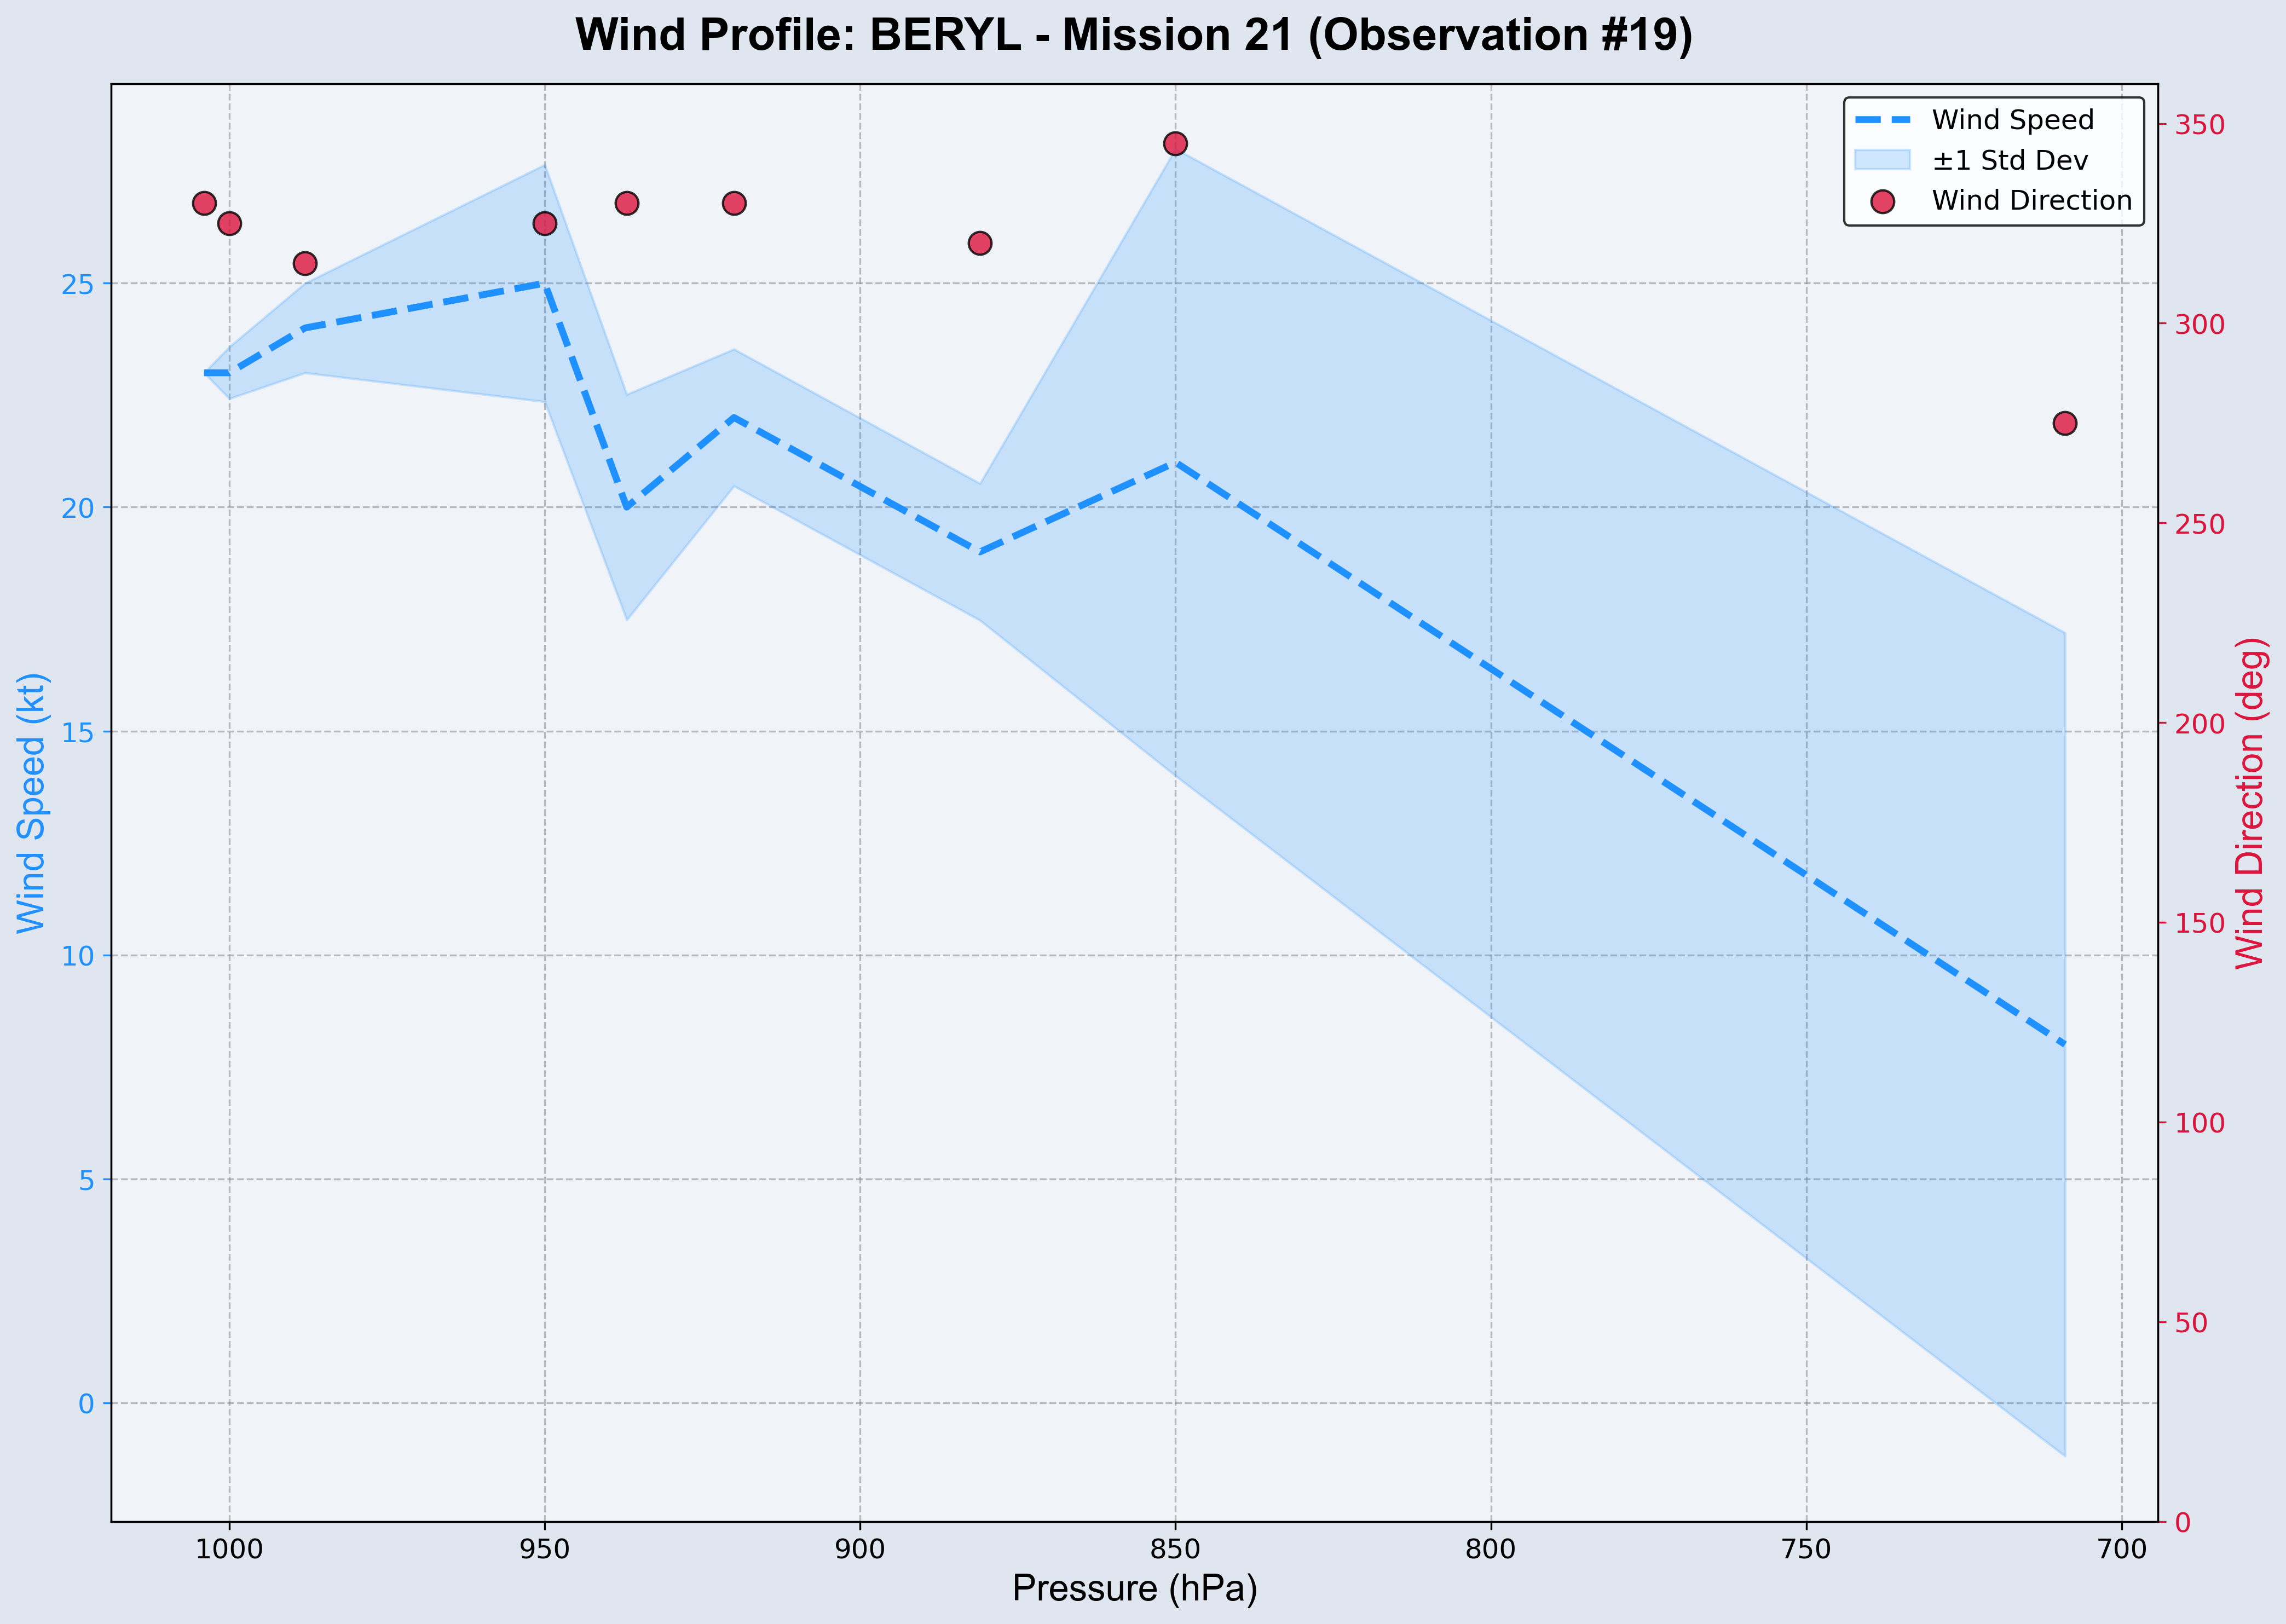 Wind Profile: BERYL - Mission 21 (Observation #19)
Wind Speed
±1 Std Dev
Wind Direction
Wind Speed (kt)
25
20
15
10
5
0
350
300
250
200
150
100
50
0
Wind Direction (deg)
1000 950 900 850 800 750 700
Pressure (hPa)